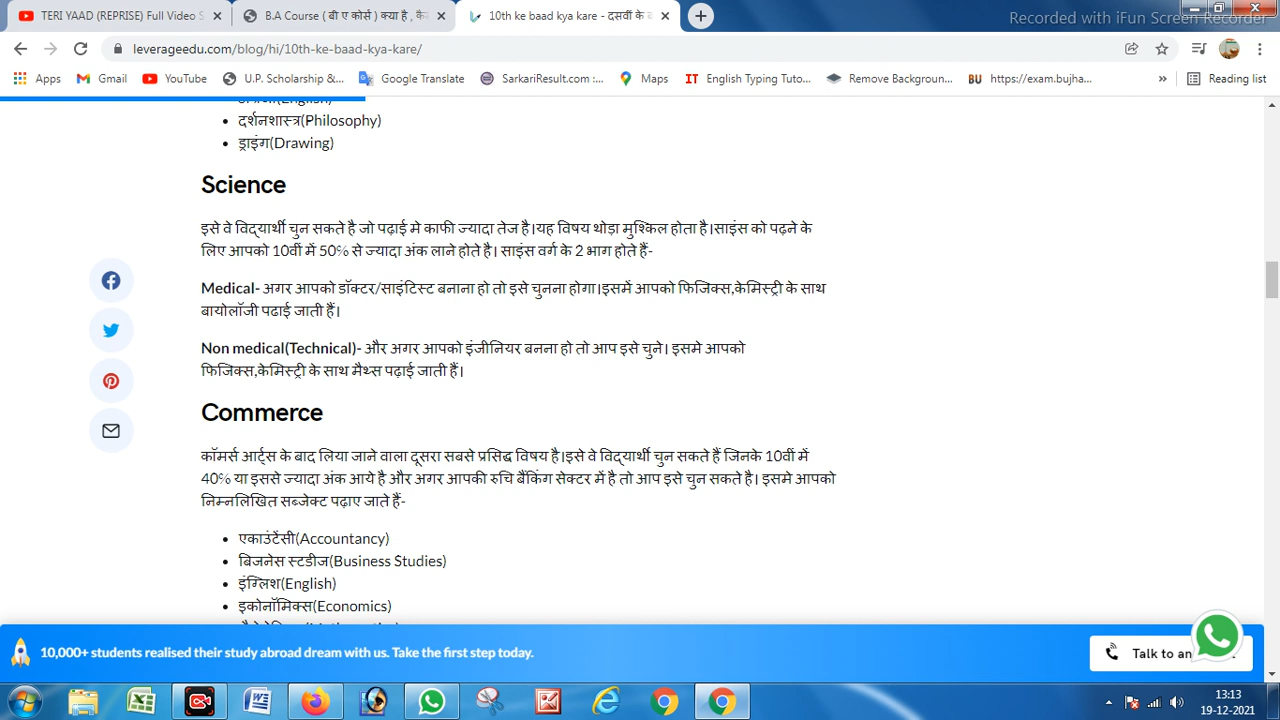 TERI YAAD (REPRISE) Full Video S
B.A Course ( बी ए कोर्स ) क्या है , कै
10th ke baad kya kare - दसवीं के ब
Recorded with iFun Screen Recorder
leverageedu.com/blog/hi/10th-ke-baad-kya-kare/
Apps Gmail YouTube U.P. Scholarship &... Google Translate SarkariResult.com :... Maps IT English Typing Tuto... Remove Backgroun... BU https://exam.bujha... » Reading list
दर्शनशास्त्र(Philosophy)
ड्राइंग(Drawing)
Science
इसे वे विद्यार्थी चुन सकते है जो पढ़ाई मे काफी ज्यादा तेज है।यह विषय थोड़ा मुश्किल होता है।साइंस को पढ़ने के
लिए आपको 10वीं में 50% से ज्यादा अंक लाने होते है। साइंस वर्ग के 2 भाग होते हैं-
Medical- अगर आपको डॉक्टर/साइंटिस्ट बनाना हो तो इसे चुनना होगा।इसमें आपको फिजिक्स,केमिस्ट्री के साथ
बायोलॉजी पढाई जाती हैं।
Non medical(Technical)- और अगर आपको इंजीनियर बनना हो तो आप इसे चुने। इसमे आपको
फिजिक्स,केमिस्ट्री के साथ मैथ्स पढ़ाई जाती हैं।
Commerce
कॉमर्स आर्ट्स के बाद लिया जाने वाला दूसरा सबसे प्रसिद्ध विषय है।इसे वे विद्यार्थी चुन सकते हैं जिनके 10वीं में
40% या इससे ज्यादा अंक आये है और अगर आपकी रुचि बैंकिंग सेक्टर में है तो आप इसे चुन सकते है। इसमे आपको
निम्नलिखित सब्जेक्ट पढ़ाए जाते हैं-
एकाउंटेंसी(Accountancy)
बिजनेस स्टडीज(Business Studies)
इंग्लिश(English)
इकोनॉमिक्स(Economics)
10,000+ students realised their study abroad dream with us. Take the first step today.
Talk to an
13:13
19-12-2021